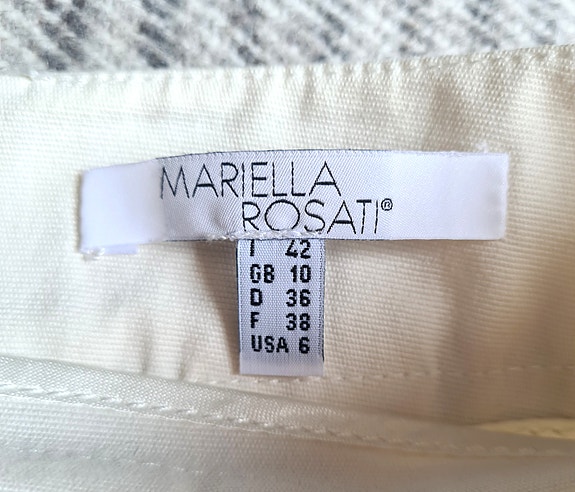 MARIELLA
ROSATI®
I 42
GB 10
D 36
F 38
USA 6